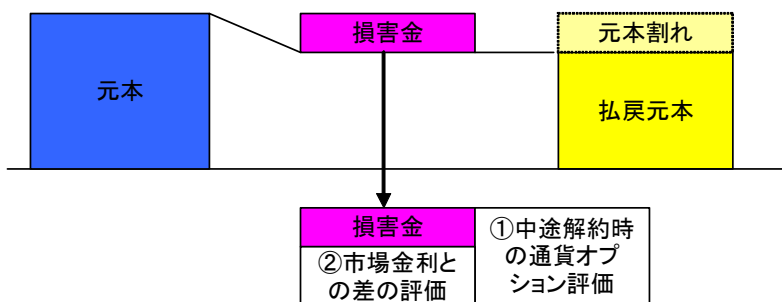 元本
損害金
元本割れ
払戻元本
損害金
①中途解約時
の通貨オプ
ション評価
②市場金利と
の差の評価